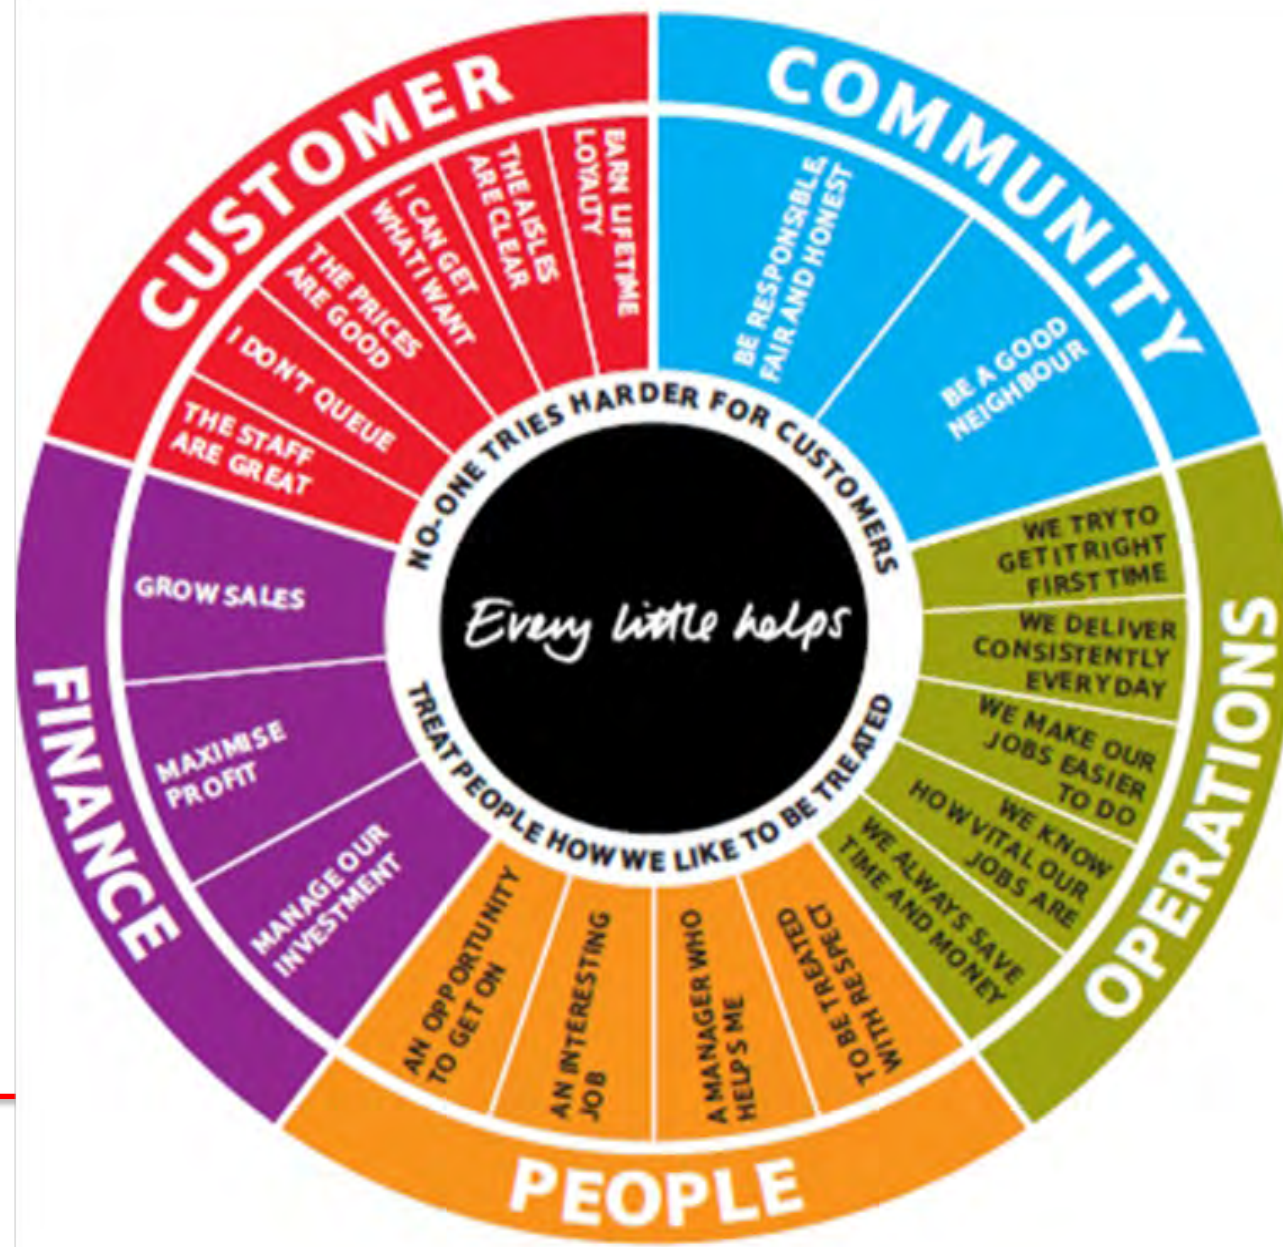 CUSTOMER
EARN LIFETIME
LOYALTY
THE AISLES
ARE CLEAR
I CAN GET
WHAT I WANT
THE PRICES
ARE GOOD
I DON'T QUEUE
THE STAFF
ARE GREAT
COMMUNITY
BE RESPONSIBLE,
FAIR AND HONEST
BE A GOOD
NEIGHBOUR
OPERATIONS
WE TRY TO
GET IT RIGHT
FIRST TIME
WE DELIVER
CONSISTENTLY
EVERY DAY
WE MAKE OUR
JOBS EASIER
TO DO
WE KNOW
HOW VITAL OUR
JOBS ARE
WE ALWAYS SAVE
TIME AND MONEY
PEOPLE
TO BE TREATED
WITH RESPECT
A MANAGER WHO
HELPS ME
AN INTERESTING
JOB
AN OPPORTUNITY
TO GET ON
FINANCE
MANAGE OUR
INVESTMENT
MAXIMISE
PROFIT
GROW SALES
NO-ONE TRIES HARDER FOR CUSTOMERS
Every little helps
TREAT PEOPLE HOW WE LIKE TO BE TREATED